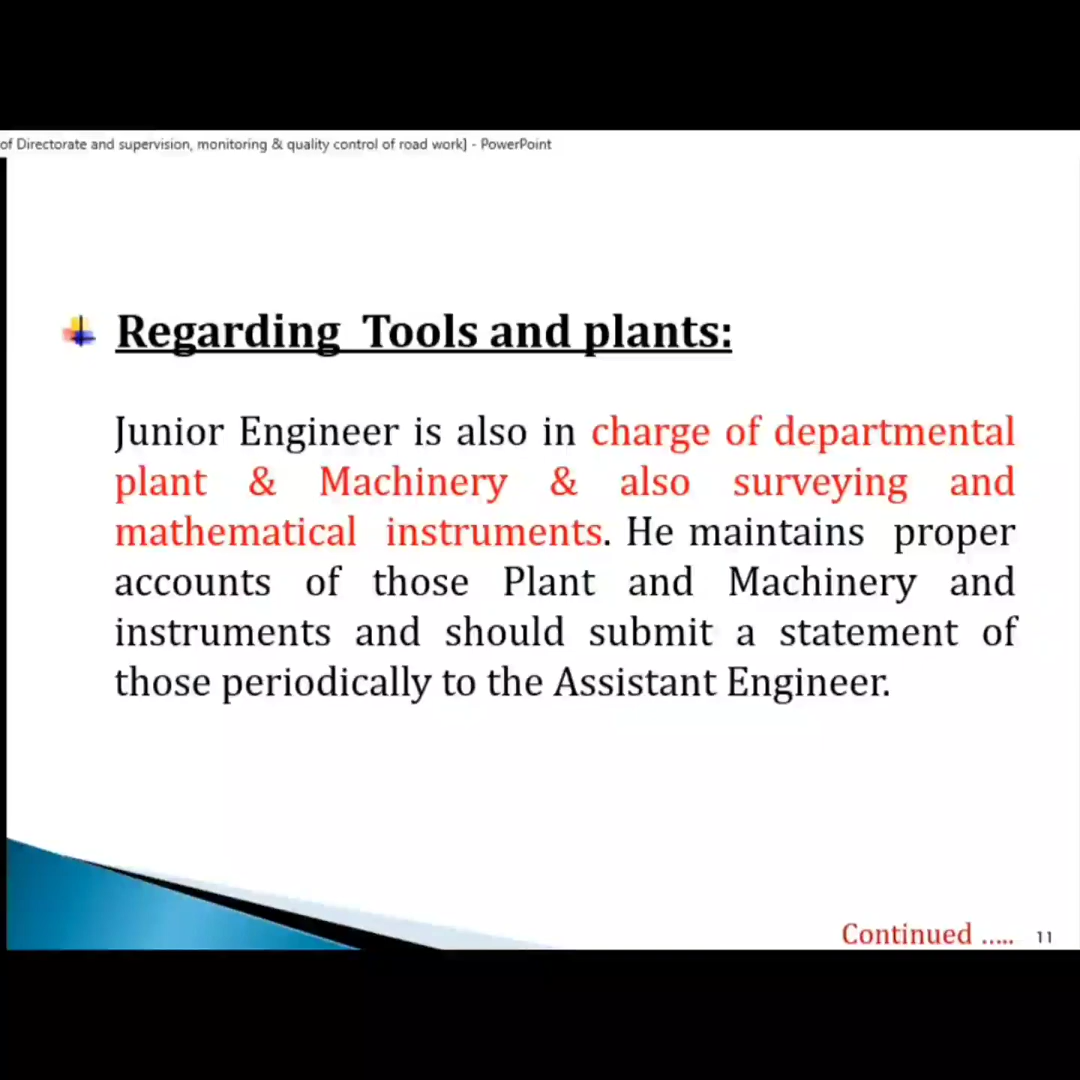 of Directorate and supervision, monitoring & quality control of road work] - PowerPoint
Regarding Tools and plants:
Junior Engineer is also in charge of departmental
plant & Machinery & also surveying and
mathematical instruments. He maintains proper
accounts of those Plant and Machinery and
instruments and should submit a statement of
those periodically to the Assistant Engineer.
Continued ..... 11